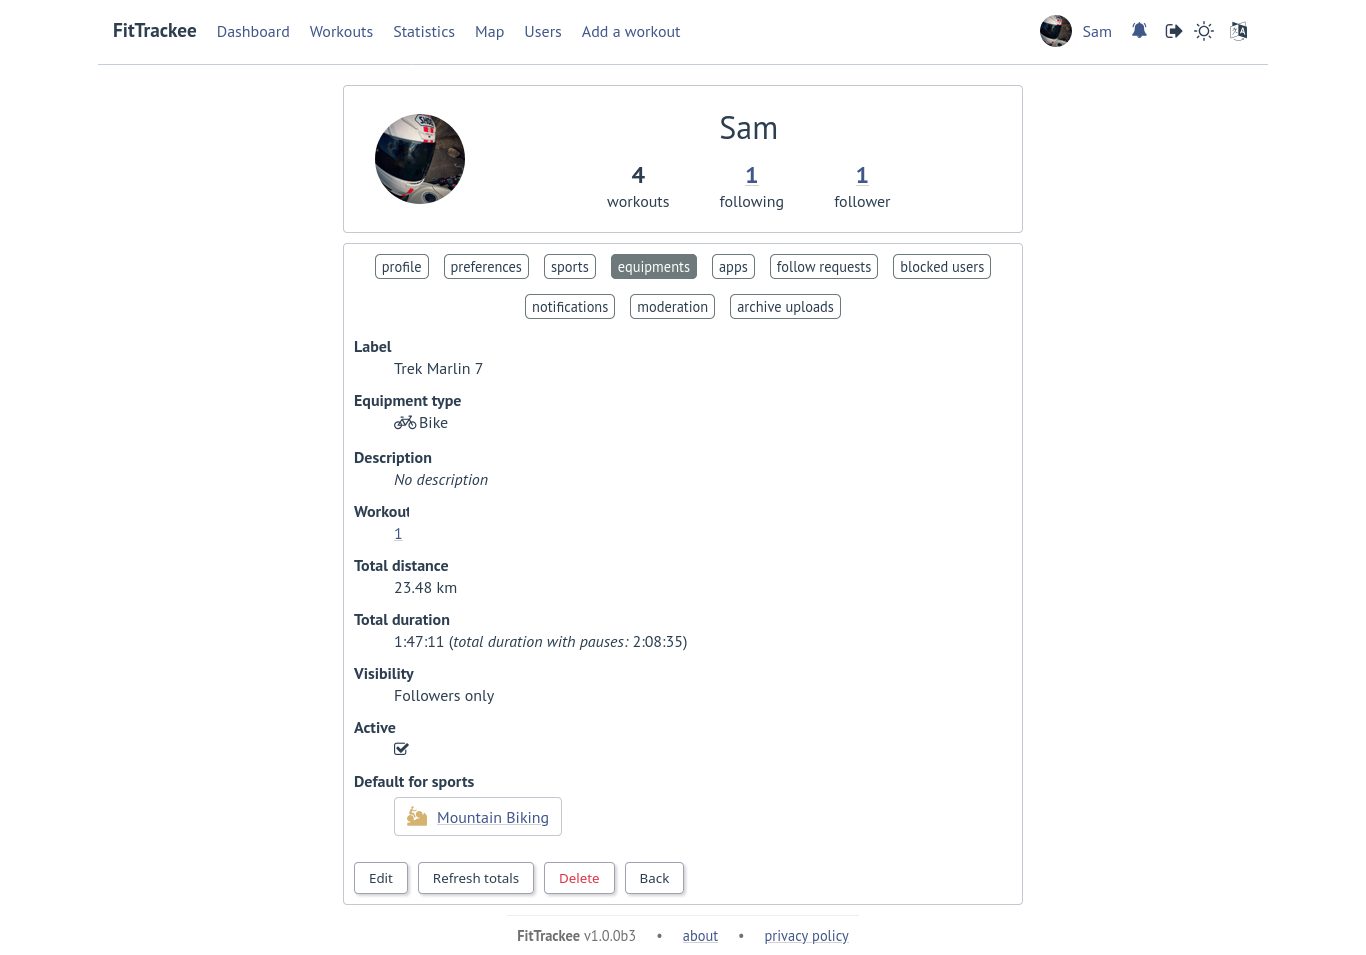 FitTrackee Dashboard Workouts Statistics Map Users Add a workout Sam
Sam
4 1 1
workouts following follower
profile preferences sports equipments apps follow requests blocked users
notifications moderation archive uploads
Label
Trek Marlin 7
Equipment type
Bike
Description
No description
Workout
1
Total distance
23.48 km
Total duration
1:47:11 (total duration with pauses: 2:08:35)
Visibility
Followers only
Active
Default for sports
Mountain Biking
Edit Refresh totals Delete Back
FitTrackee v1.0.0b3 • about • privacy policy